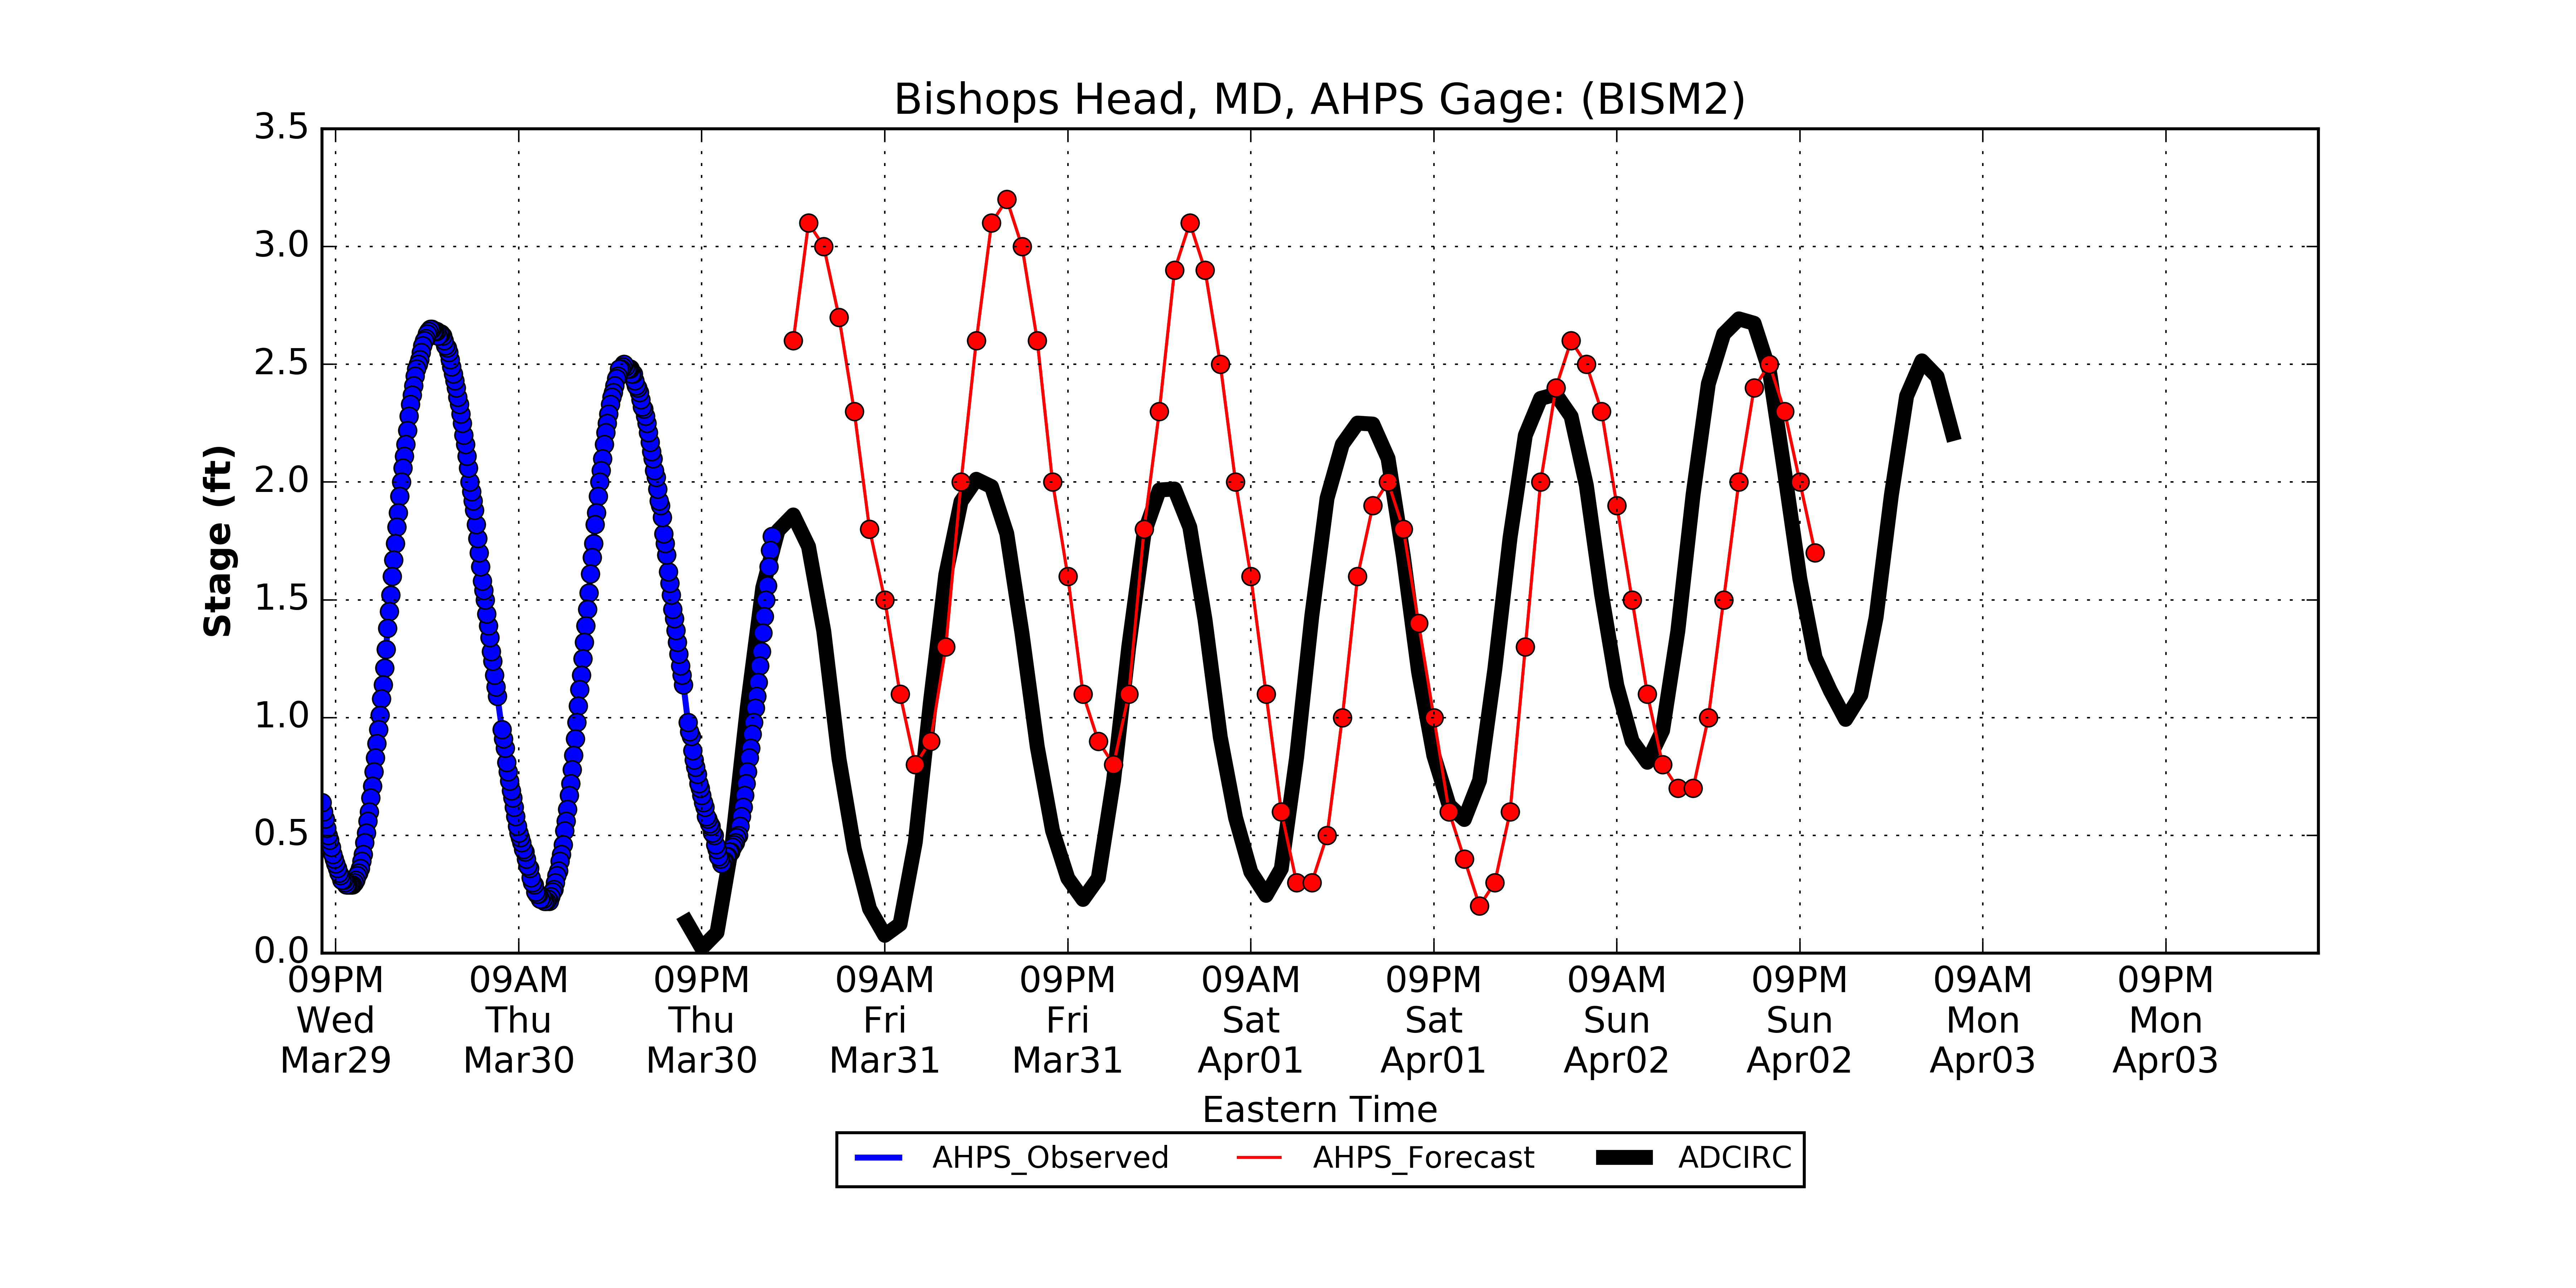 Bishops Head, MD, AHPS Gage: (BISM2)
Stage (ft)
3.5
3.0
2.5
2.0
1.5
1.0
0.5
0.0
09PM 09AM 09PM 09AM 09PM 09AM 09PM 09AM 09PM 09AM 09PM
Wed Thu Thu Fri Fri Sat Sat Sun Sun Mon Mon
Mar29 Mar30 Mar30 Mar31 Mar31 Apr01 Apr01 Apr02 Apr02 Apr03 Apr03
Eastern Time
AHPS_Observed AHPS_Forecast ADCIRC